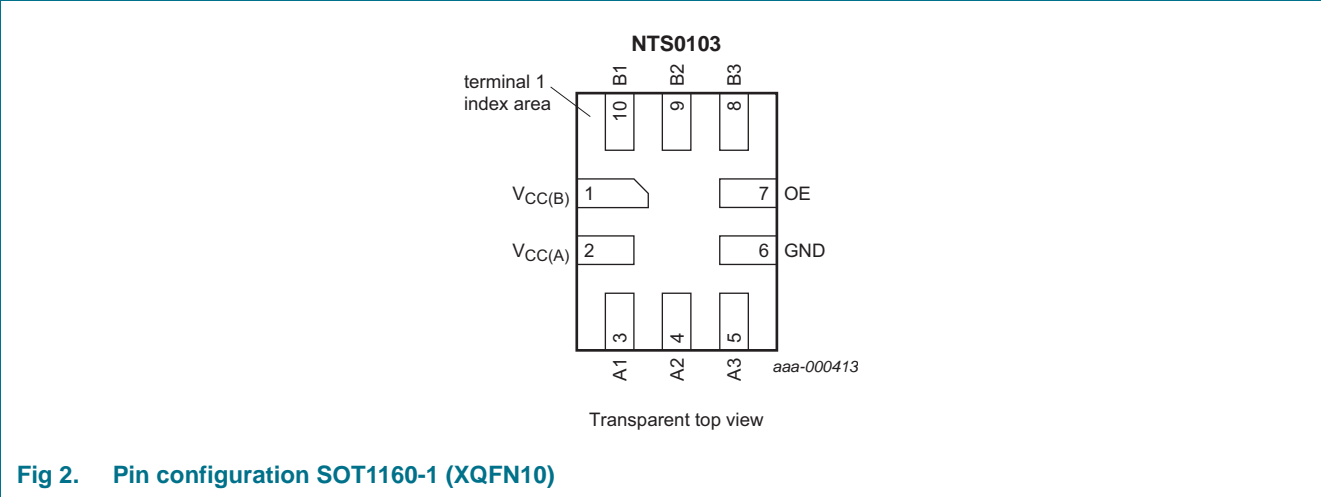 NTS0103
terminal 1
index area
B1
B2
B3
10
9
8
VCC(B)
1
7
OE
VCC(A)
2
6
GND
3
4
5
A1
A2
A3
aaa-000413
Transparent top view
Fig 2. Pin configuration SOT1160-1 (XQFN10)